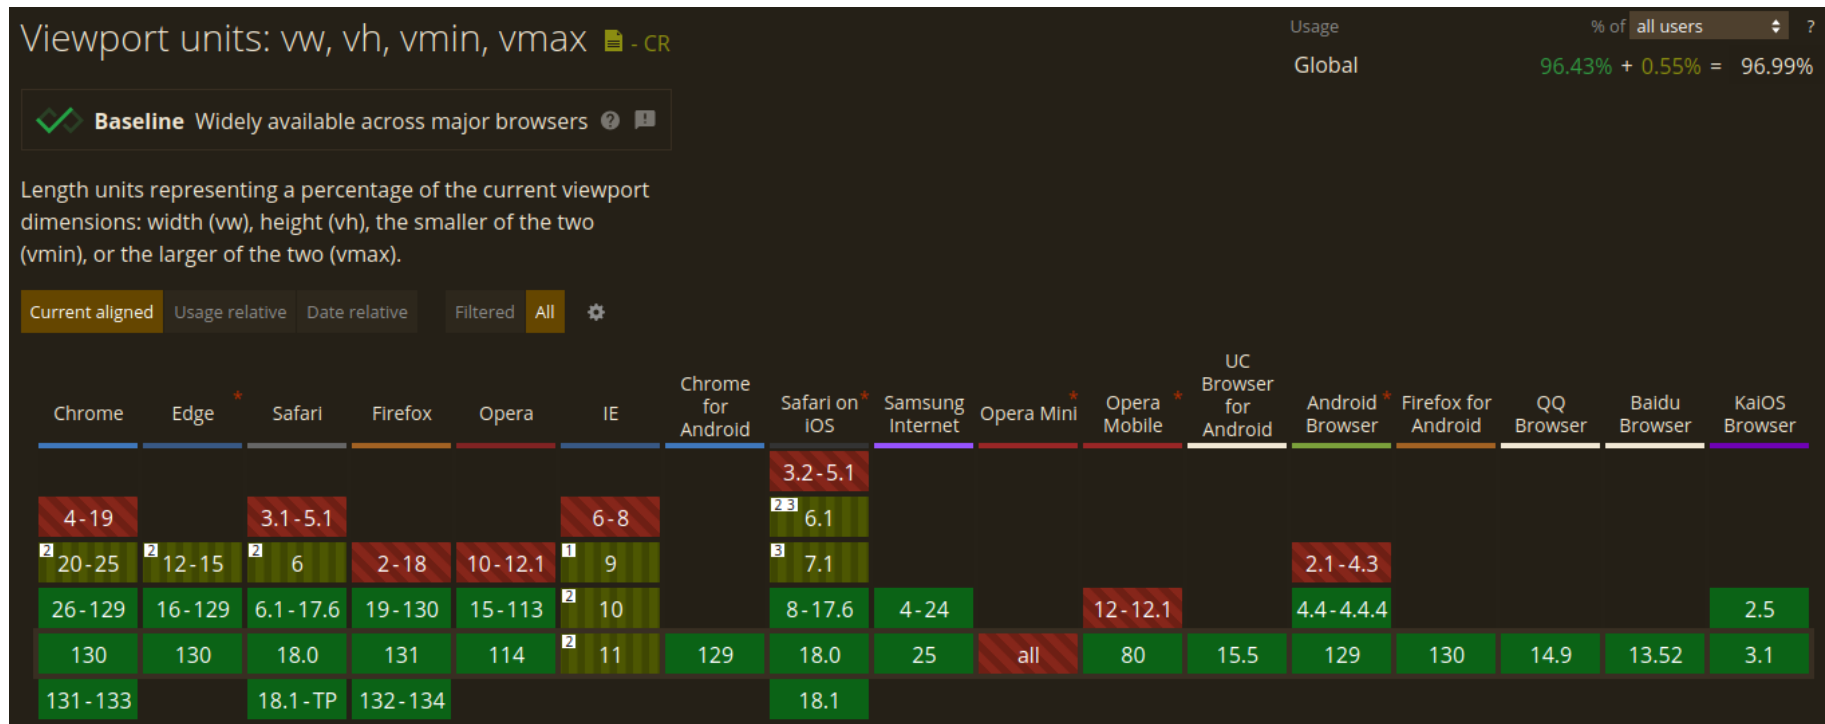 Viewport units: vw, vh, vmin, vmax - CR
Usage % of all users ?
Global 96.43% + 0.55% = 96.99%
Baseline Widely available across major browsers ? !
Length units representing a percentage of the current viewport
dimensions: width (vw), height (vh), the smaller of the two
(vmin), or the larger of the two (vmax).
Current aligned Usage relative Date relative Filtered All
Chrome
Edge *
Safari
Firefox
Opera
IE
Chrome
for
Android
Safari on *
iOS
Samsung
Internet
Opera Mini *
Opera *
Mobile
UC
Browser
for
Android
Android *
Browser
Firefox for
Android
QQ
Browser
Baidu
Browser
KaiOS
Browser
3.2-5.1
4-19 3.1-5.1 6-8 2 3 6.1
2 20-25 2 12-15 2 6 2-18 10-12.1 1 9 3 7.1 2.1-4.3
26-129 16-129 6.1-17.6 19-130 15-113 2 10 8-17.6 4-24 12-12.1 4.4-4.4.4 2.5
130 130 18.0 131 114 2 11 129 18.0 25 all 80 15.5 129 130 14.9 13.52 3.1
131-133 18.1-TP 132-134 18.1